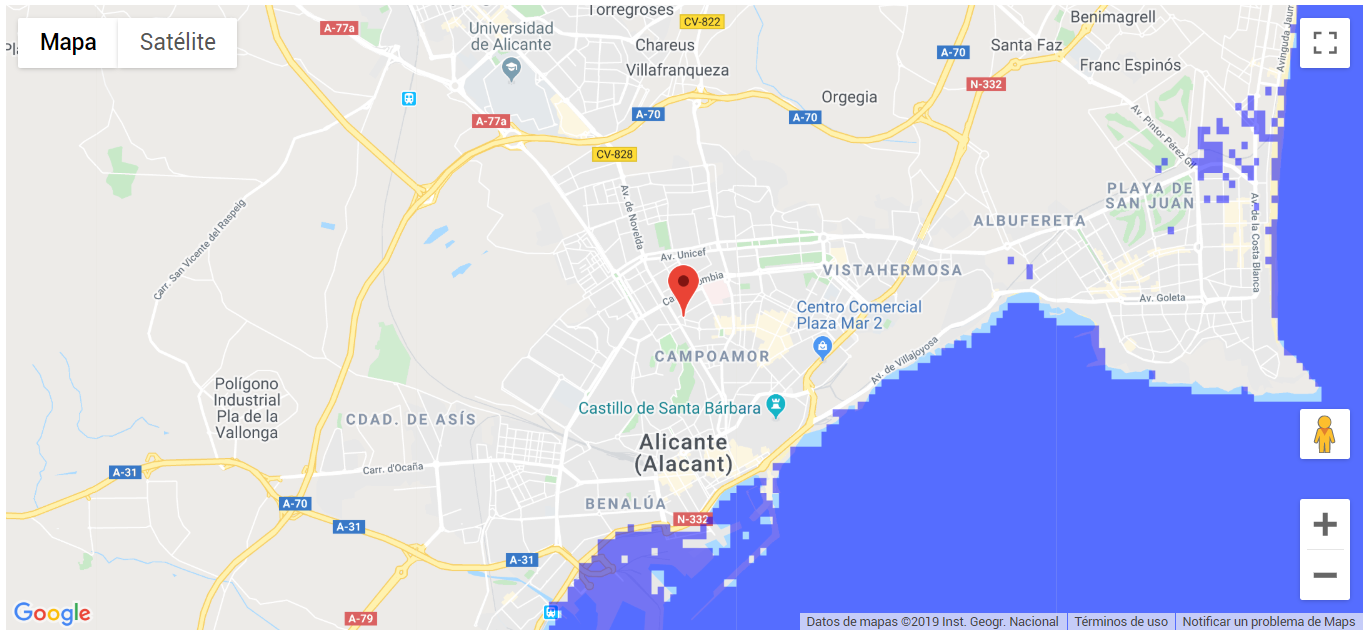 Mapa
Satélite
A-77a
Torregroses
CV-822
Benimagrell
Universidad
de Alicante
Chareus
Villafranqueza
A-70
Santa Faz
Franc Espinós
N-332
Orgegia
A-77a
A-70
A-70
CV-828
Av. Pintor Pérez Gil
Av. de Novelda
PLAYA DE
SAN JUAN
ALBUFERETA
Av. de la Costa Blanca
Carr. San Vicente del Raspeig
Av. Unicef
VISTAHERMOSA
Av. Goleta
Centro Comercial
Plaza Mar 2
CAMPOAMOR
Av. de Villajoyosa
Polígono
Industrial
Pla de la
Vallonga
CDAD. DE ASÍS
Castillo de Santa Bárbara
Alicante
(Alacant)
Carr. d'Ocaña
A-31
A-70
BENALÚA
N-332
A-31
A-31
A-79
Google
Datos de mapas ©2019 Inst. Geogr. Nacional
Términos de uso
Notificar un problema de Maps